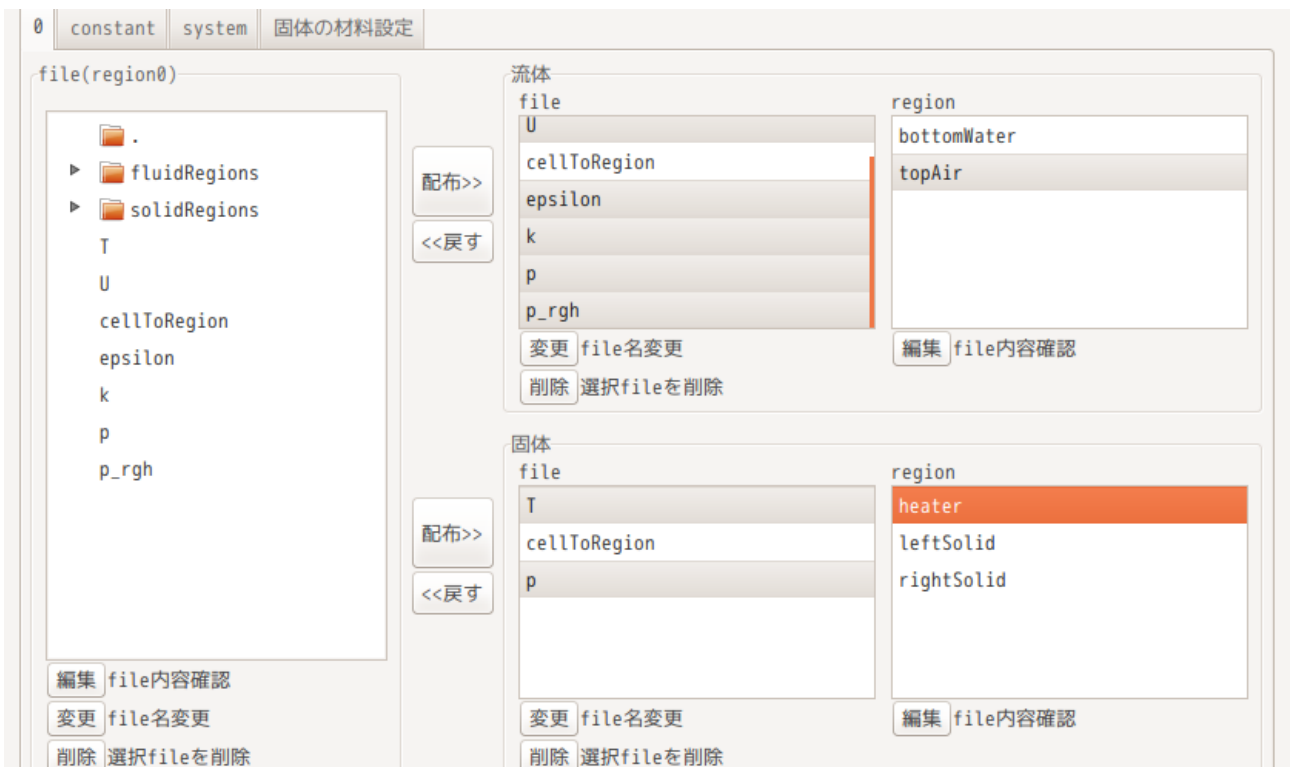 0 constant system 固体の材料設定
file(region0)
.
fluidRegions
solidRegions
T
U
cellToRegion
epsilon
k
p
p_rgh
編集 file内容確認
変更 file名変更
削除 選択fileを削除
配布>>
<<戻す
流体
file
U
cellToRegion
epsilon
k
p
p_rgh
変更 file名変更
削除 選択fileを削除
region
bottomWater
topAir
編集 file内容確認
配布>>
<<戻す
固体
file
T
cellToRegion
p
変更 file名変更
削除 選択fileを削除
region
heater
leftSolid
rightSolid
編集 file内容確認